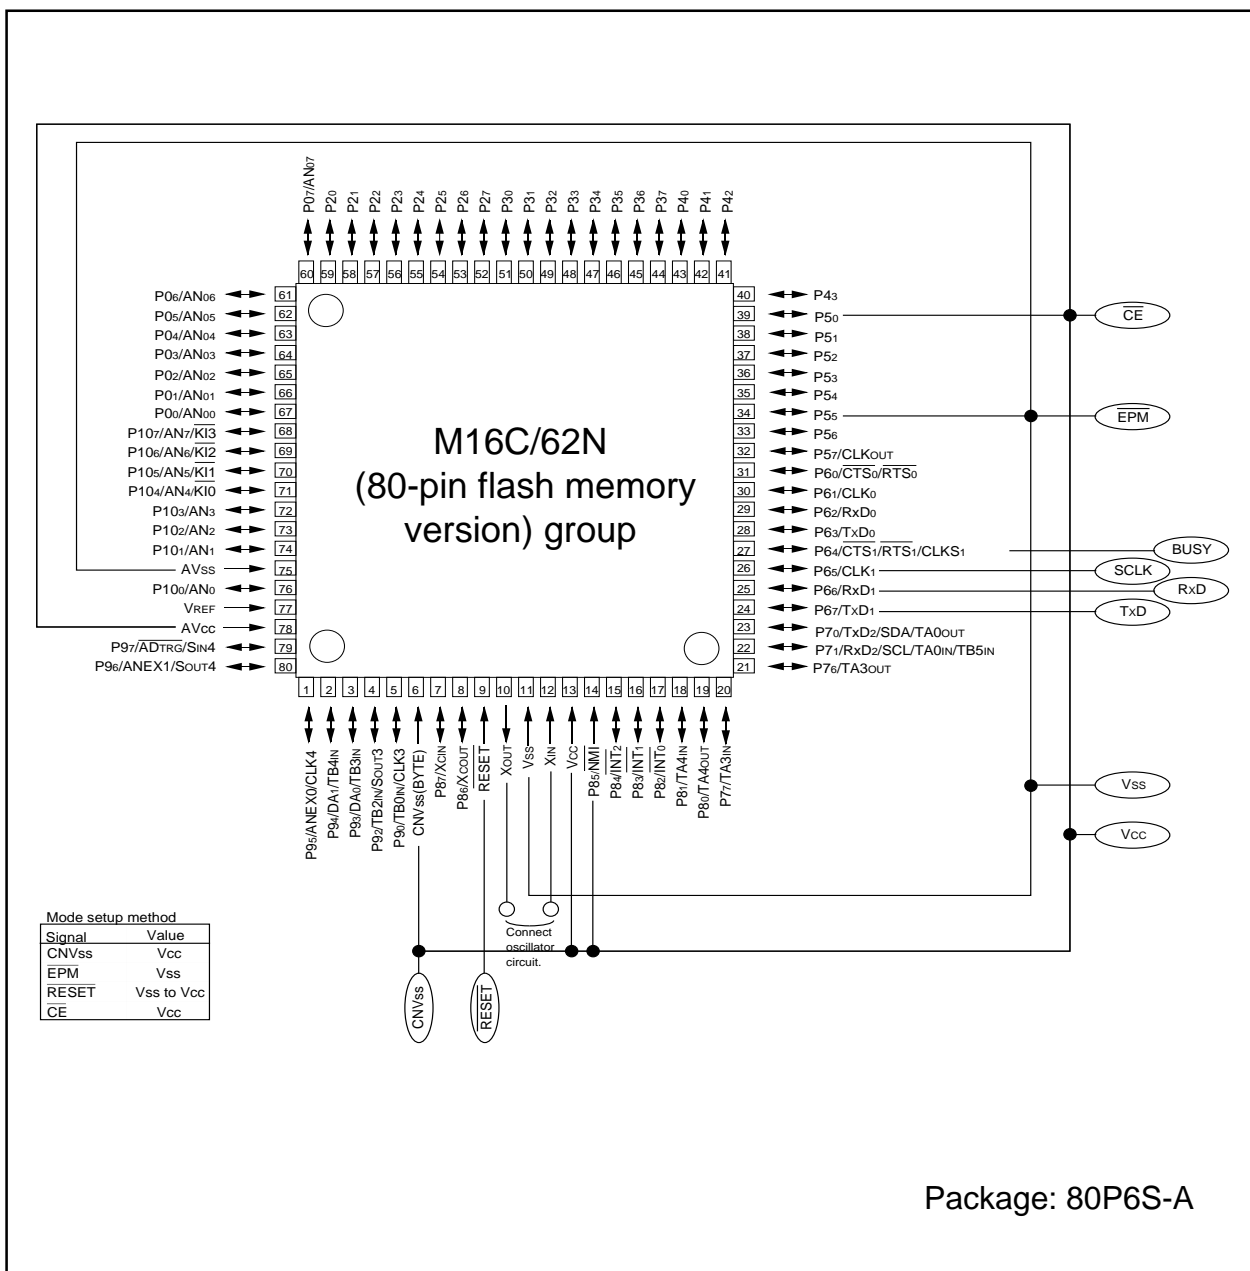 P07/AN07
P20
P21
P22
P23
P24
P25
P26
P27
P30
P31
P32
P33
P34
P35
P36
P37
P40
P41
P42
60
59
58
57
56
55
54
53
52
51
50
49
48
47
46
45
44
43
42
41
P06/AN06 61
P05/AN05 62
P04/AN04 63
P03/AN03 64
P02/AN02 65
P01/AN01 66
P00/AN00 67
P107/AN7/KI3 68
P106/AN6/KI2 69
P105/AN5/KI1 70
P104/AN4/KI0 71
P103/AN3 72
P102/AN2 73
P101/AN1 74
AVSS 75
P100/AN0 76
VREF 77
AVCC 78
P97/ADTRG/SIN4 79
P96/ANEX1/SOUT4 80
M16C/62N
(80-pin flash memory
version) group
40 P43
39 P50
38 P51
37 P52
36 P53
35 P54
34 P55
33 P56
32 P57/CLKOUT
31 P60/CTS0/RTS0
30 P61/CLK0
29 P62/RxD0
28 P63/TxD0
27 P64/CTS1/RTS1/CLKS1
26 P65/CLK1
25 P66/RxD1
24 P67/TxD1
23 P70/TxD2/SDA/TA0OUT
22 P71/RxD2/SCL/TA0IN/TB5IN
21 P76/TA3OUT
CE
EPM
BUSY
SCLK
RxD
TxD
Vss
Vcc
1
2
3
4
5
6
7
8
9
10
11
12
13
14
15
16
17
18
19
20
P95/ANEX0/CLK4
P94/DA1/TB4IN
P93/DA0/TB3IN
P92/TB2IN/SOUT3
P90/TB0IN/CLK3
CNVss(BYTE)
P87/XCIN
P86/XCOUT
RESET
XOUT
VSS
XIN
VCC
P85/NMI
P84/INT2
P83/INT1
P82/INT0
P81/TA4IN
P80/TA4OUT
P77/TA3IN
Connect
oscillator
circuit.
CNVss
RESET
Mode setup method
Signal Value
CNVss Vcc
EPM Vss
RESET Vss to Vcc
CE Vcc
Package: 80P6S-A